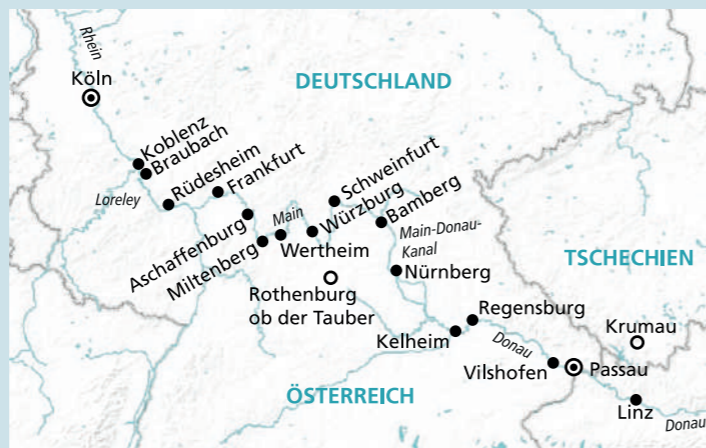 Rhein
Köln
DEUTSCHLAND
Koblenz
Braubach
Rüdesheim
Frankfurt
Loreley
Schweinfurt
Würzburg
Bamberg
Main
Aschaffenburg
Miltenberg
Wertheim
Main-Donau-
Kanal
Nürnberg
TSCHECHIEN
Rothenburg
ob der Tauber
Regensburg
Kelheim
Krumau
Donau
Vilshofen
Passau
ÖSTERREICH
Linz
Donau